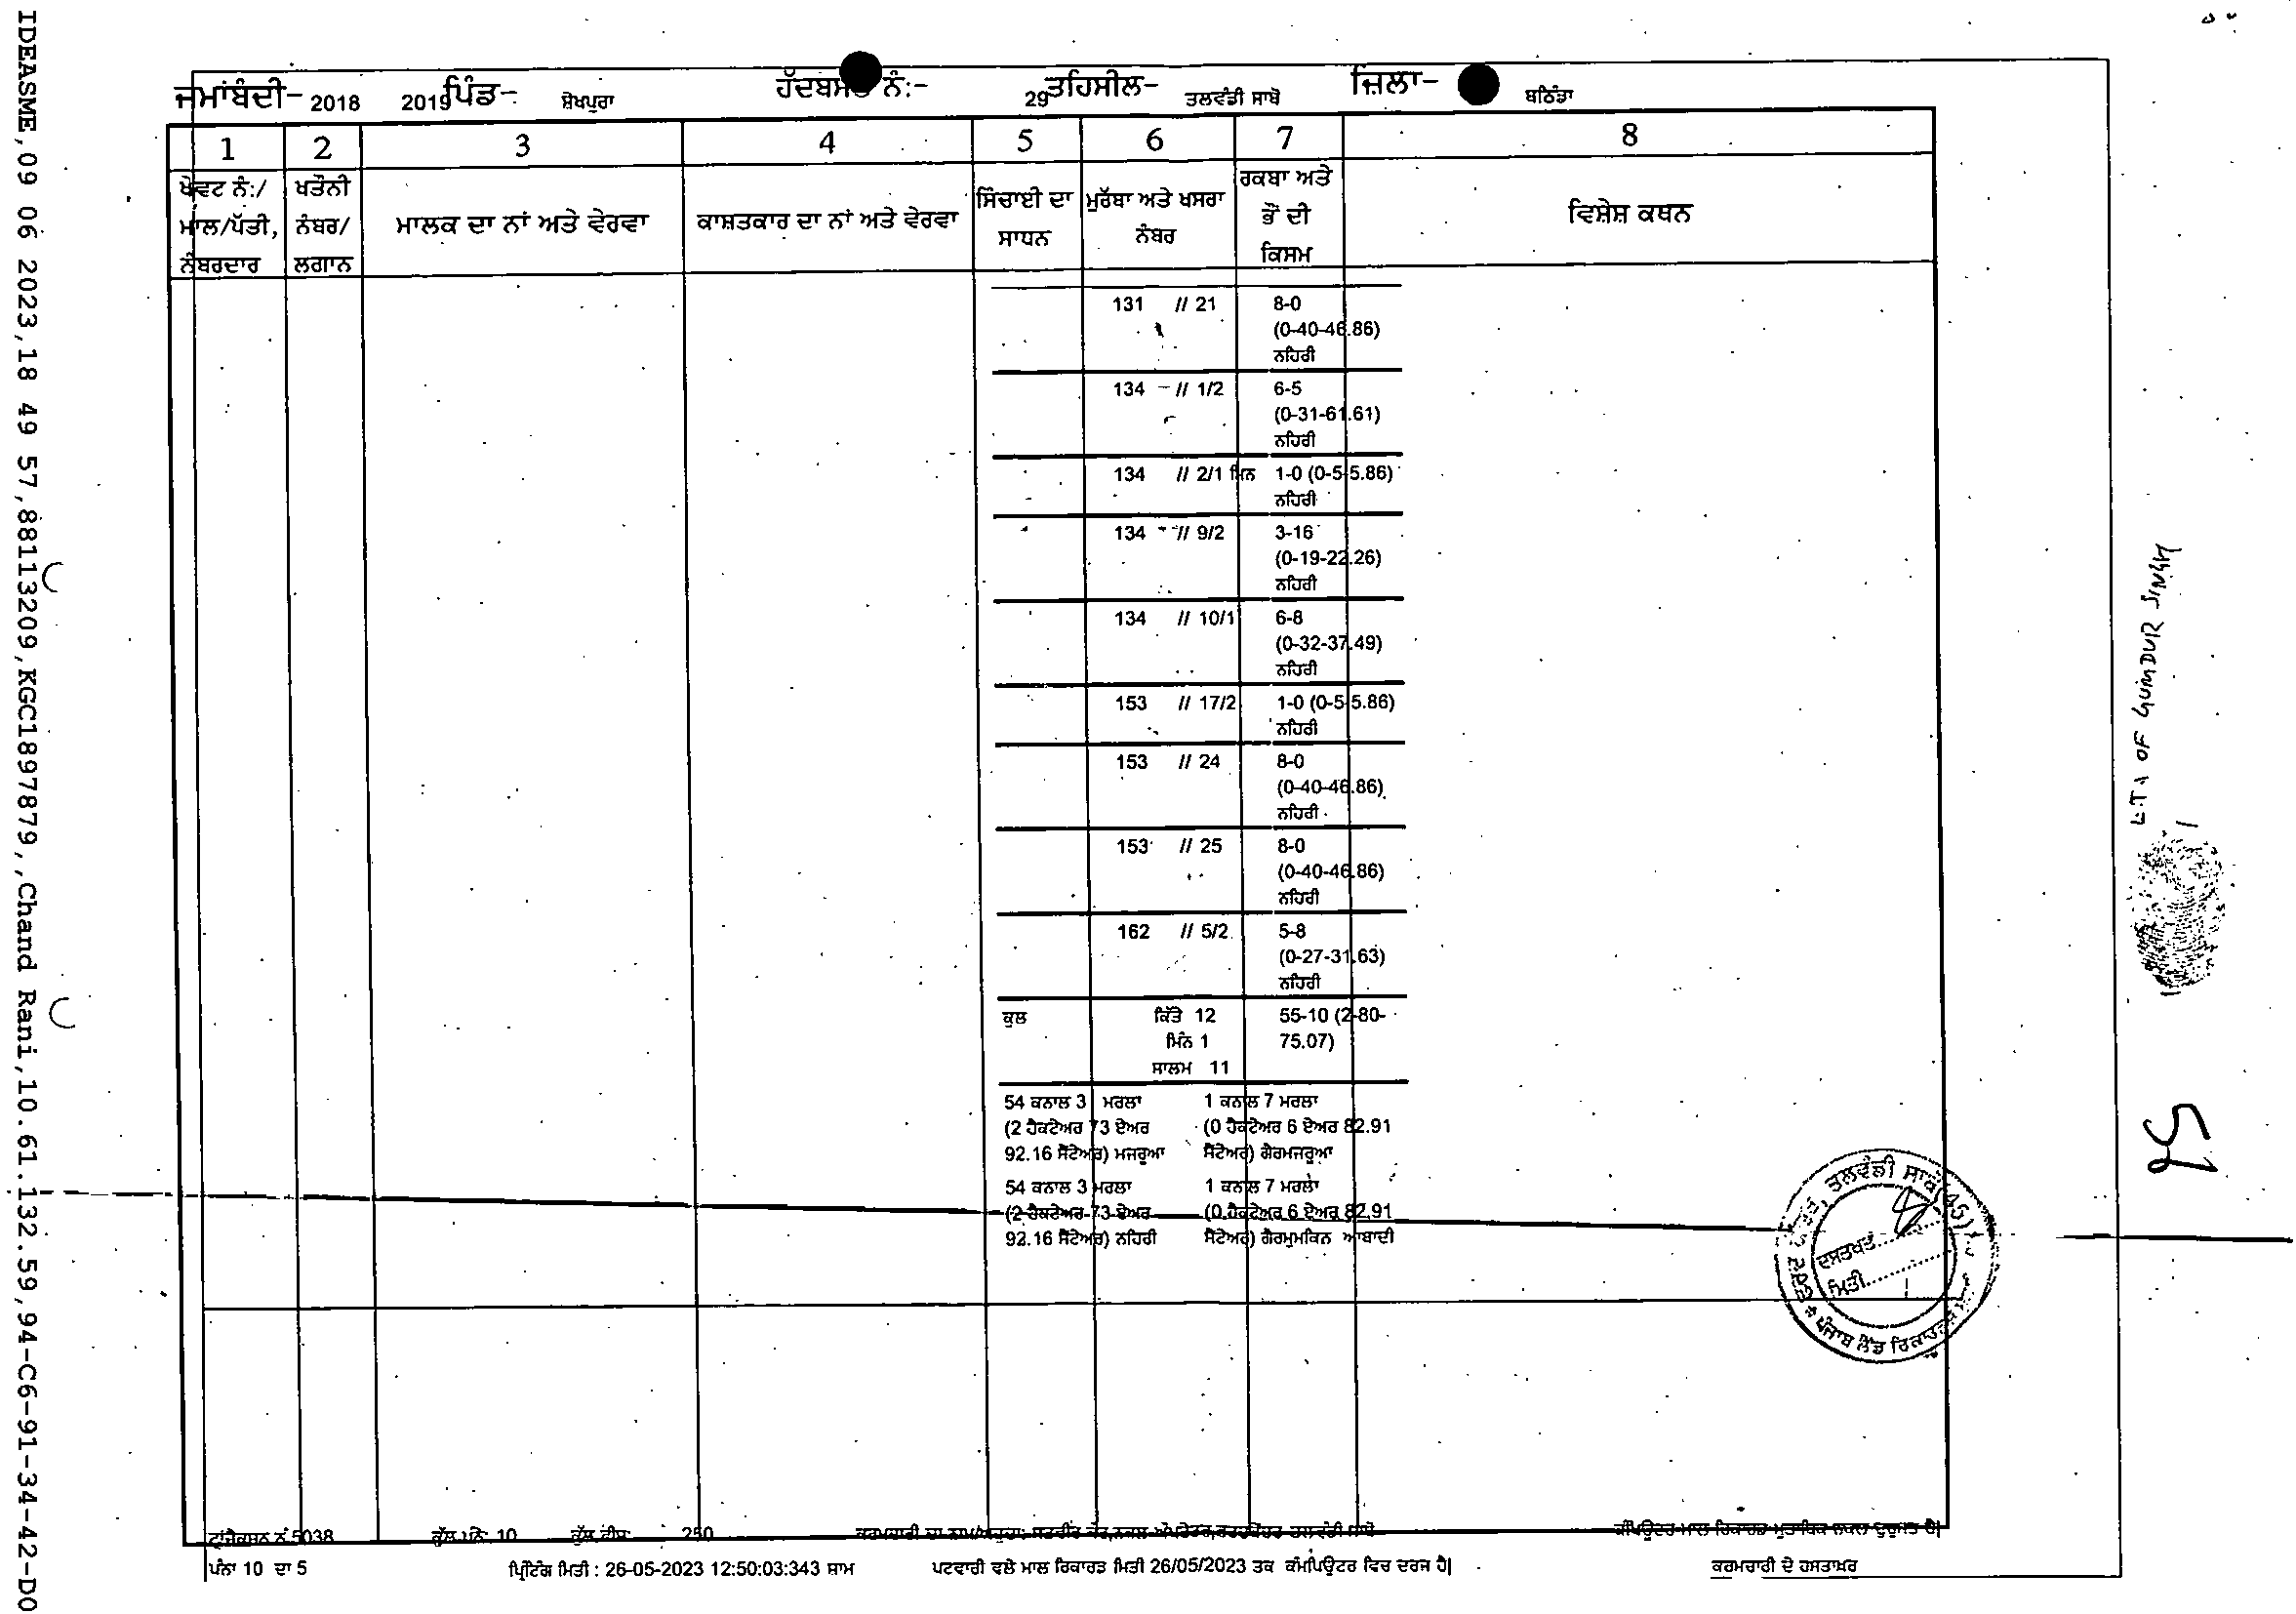 IDEASME,09 06 2023,18 49 57,88113209,KGC1897879,,Chand Rani,10.61.132.59,94-C6-91-34-42-D0
ਜਮਾਂਬੰਦੀ- 2018 2019 ਪਿੰਡ- ਸ਼ੇਖਪੁਰਾ ਨੰ:- 29 ਤਹਿਸੀਲ- ਤਲਵੰਡੀ ਸਾਬੋ ਜ਼ਿਲਾ- ਬਠਿੰਡਾ
1 2 3 4 5 6 7 8
ਖੇਵਟ ਨੰ:/ ਖਤੌਨੀ ਰਕਬਾ ਅਤੇ
ਮਾਲ/ਪੱਤੀ, ਨੰਬਰ/ ਮਾਲਕ ਦਾ ਨਾਂ ਅਤੇ ਵੇਰਵਾ ਕਾਸ਼ਤਕਾਰ ਦਾ ਨਾਂ ਅਤੇ ਵੇਰਵਾ ਸਿੰਚਾਈ ਦਾ ਮੁਰੱਬਾ ਅਤੇ ਖਸਰਾ ਭੌਂ ਦੀ ਵਿਸ਼ੇਸ਼ ਕਥਨ
ਨੰਬਰਦਾਰ ਲਗਾਨ ਸਾਧਨ ਨੰਬਰ ਕਿਸਮ
131 // 21 8-0
(0-40-46.86)
ਨਹਿਰੀ
134 // 1/2 6-5
(0-31-61.61)
ਨਹਿਰੀ
134 // 2/1 ਮਿਨ 1-0 (0-5-5.86)
ਨਹਿਰੀ
134 // 9/2 3-16
(0-19-22.26)
ਨਹਿਰੀ
134 // 10/1 6-8
(0-32-37.49)
ਨਹਿਰੀ
153 // 17/2 1-0 (0-5-5.86)
ਨਹਿਰੀ
153 // 24 8-0
(0-40-46.86)
ਨਹਿਰੀ
153 // 25 8-0
(0-40-46.86)
ਨਹਿਰੀ
162 // 5/2 5-8
(0-27-31.63)
ਨਹਿਰੀ
ਕੁਲ ਕਿੱਤੇ 12 55-10 (2-80-
ਮਿੰਨ 1 75.07)
ਸਾਲਮ 11
54 ਕਨਾਲ 3 ਮਰਲਾ 1 ਕਨਾਲ 7 ਮਰਲਾ
(2 ਹੈਕਟੇਅਰ 73 ਏਅਰ (0 ਹੈਕਟੇਅਰ 6 ਏਅਰ 82.91
92.16 ਸੈਂਟੇਅਰ) ਮਜਰੂਆ ਸੈਂਟੇਅਰ) ਗੈਰਮਜਰੂਆ
54 ਕਨਾਲ 3 ਮਰਲਾ 1 ਕਨਾਲ 7 ਮਰਲਾ
(2 ਹੈਕਟੇਅਰ 73 ਏਅਰ (0 ਹੈਕਟੇਅਰ 6 ਏਅਰ 82.91
92.16 ਸੈਂਟੇਅਰ) ਨਹਿਰੀ ਸੈਂਟੇਅਰ) ਗੈਰਮੁਮਕਿਨ ਆਬਾਦੀ
L.T.I OF GUMDUR SINGH
ਤਲਵੰਡੀ
ਦਸਤਖਤ
ਮਿਤੀ
ਪੰਜਾਬ ਲੈਂਡ ਰਿਕਾਰਡਜ਼
ਟ੍ਰਾਂਜੈਕਸ਼ਨ ਨੰ 5038 ਕੁੱਲ ਪੰਨੇ: 10 ਕੁੱਲ ਫੀਸ: 250
ਕੰਪਿਊਟਰ ਮਾਲ ਰਿਕਾਰਡ ਮੁਤਾਬਿਕ ਨਕਲ ਦੁਰੁਸਤ ਹੈ|
ਪੰਨਾ 10 ਦਾ 5 ਪ੍ਰਿੰਟਿੰਗ ਮਿਤੀ : 26-05-2023 12:50:03:343 ਸ਼ਾਮ ਪਟਵਾਰੀ ਵਲੋਂ ਮਾਲ ਰਿਕਾਰਡ ਮਿਤੀ 26/05/2023 ਤਕ ਕੰਮਪਿਊਟਰ ਵਿਚ ਦਰਜ ਹੈ| ਕਰਮਚਾਰੀ ਦੇ ਹਸਤਾਖ਼ਰ